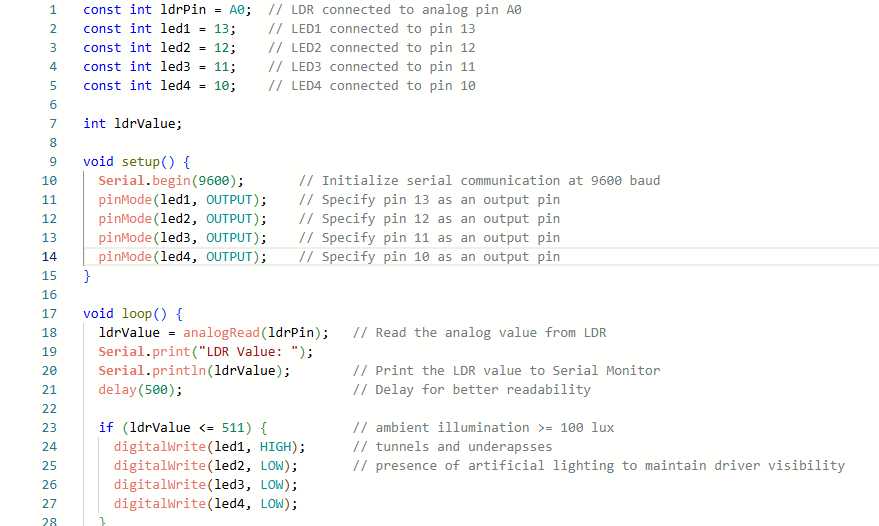 1 const int ldrPin = A0;  // LDR connected to analog pin A0
2 const int led1 = 13;    // LED1 connected to pin 13
3 const int led2 = 12;    // LED2 connected to pin 12
4 const int led3 = 11;    // LED3 connected to pin 11
5 const int led4 = 10;    // LED4 connected to pin 10
6
7 int ldrValue;
8
9 void setup() {
10   Serial.begin(9600);       // Initialize serial communication at 9600 baud
11   pinMode(led1, OUTPUT);    // Specify pin 13 as an output pin
12   pinMode(led2, OUTPUT);    // Specify pin 12 as an output pin
13   pinMode(led3, OUTPUT);    // Specify pin 11 as an output pin
14   pinMode(led4, OUTPUT);    // Specify pin 10 as an output pin
15 }
16
17 void loop() {
18   ldrValue = analogRead(ldrPin);   // Read the analog value from LDR
19   Serial.print("LDR Value: ");
20   Serial.println(ldrValue);        // Print the LDR value to Serial Monitor
21   delay(500);                      // Delay for better readability
22
23   if (ldrValue <= 511) {           // ambient illumination >= 100 lux
24     digitalWrite(led1, HIGH);      // tunnels and underapsses
25     digitalWrite(led2, LOW);       // presence of artificial lighting to maintain driver visibility
26     digitalWrite(led3, LOW);
27     digitalWrite(led4, LOW);
28   }